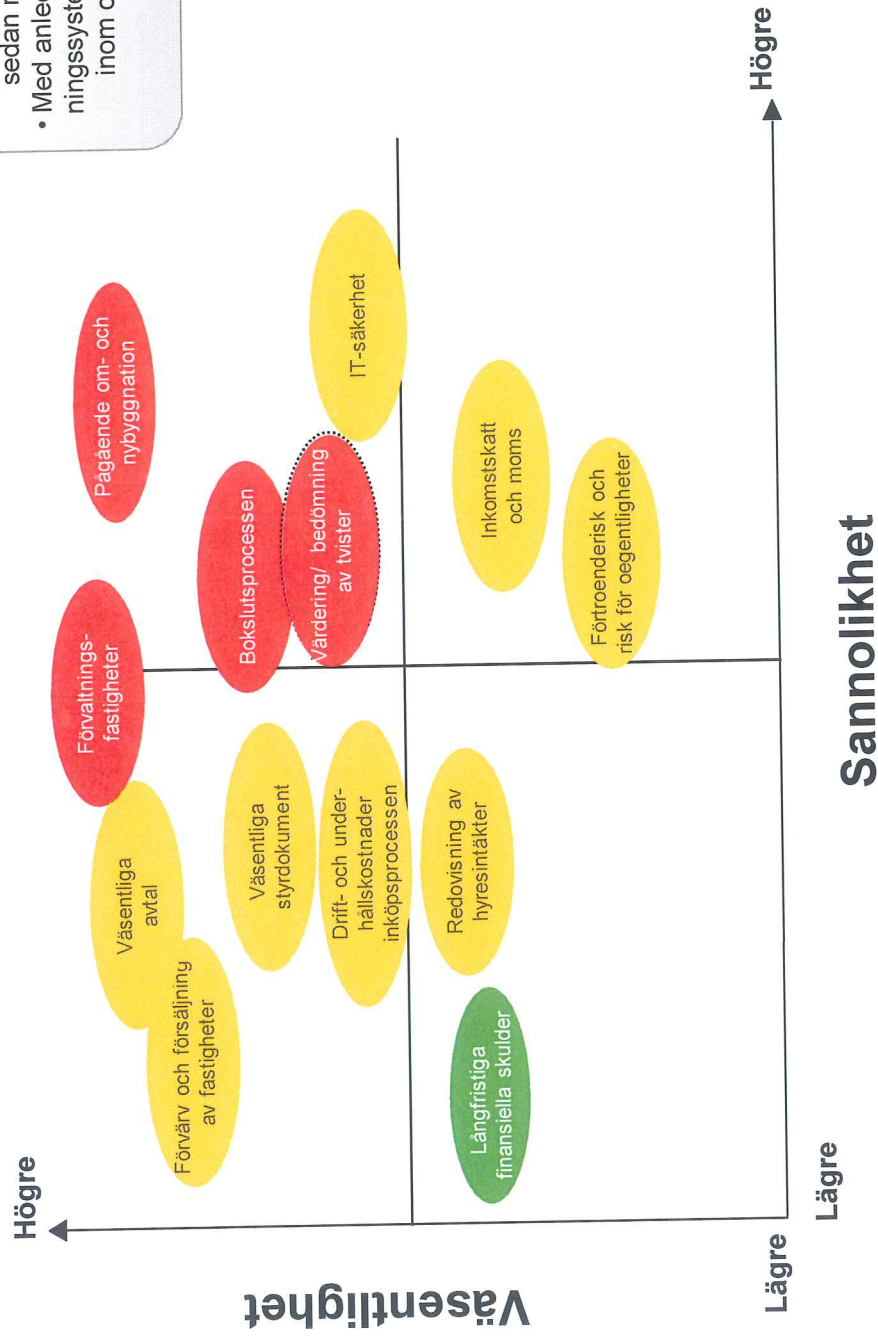 sedan
• Med
inom
Högre
Väsentlighet
Förvaltnings-
fastigheter
Pågående om- och
nybyggnation
Väsentliga
avtal
Förvärv och försäljning
av fastigheter
Bokslutsprocessen
Väsentliga
styrdokument
Värdering/ bedömning
av tvister
IT-säkerhet
Drift- och under-
hållskostnader
inköpsprocessen
Redovisning av
hyresintäkter
Inkomstskatt
och moms
Långfristiga
finansiella skulder
Förtroenderisk och
risk för oegentligheter
Lägre
Lägre
Högre
Sannolikhet